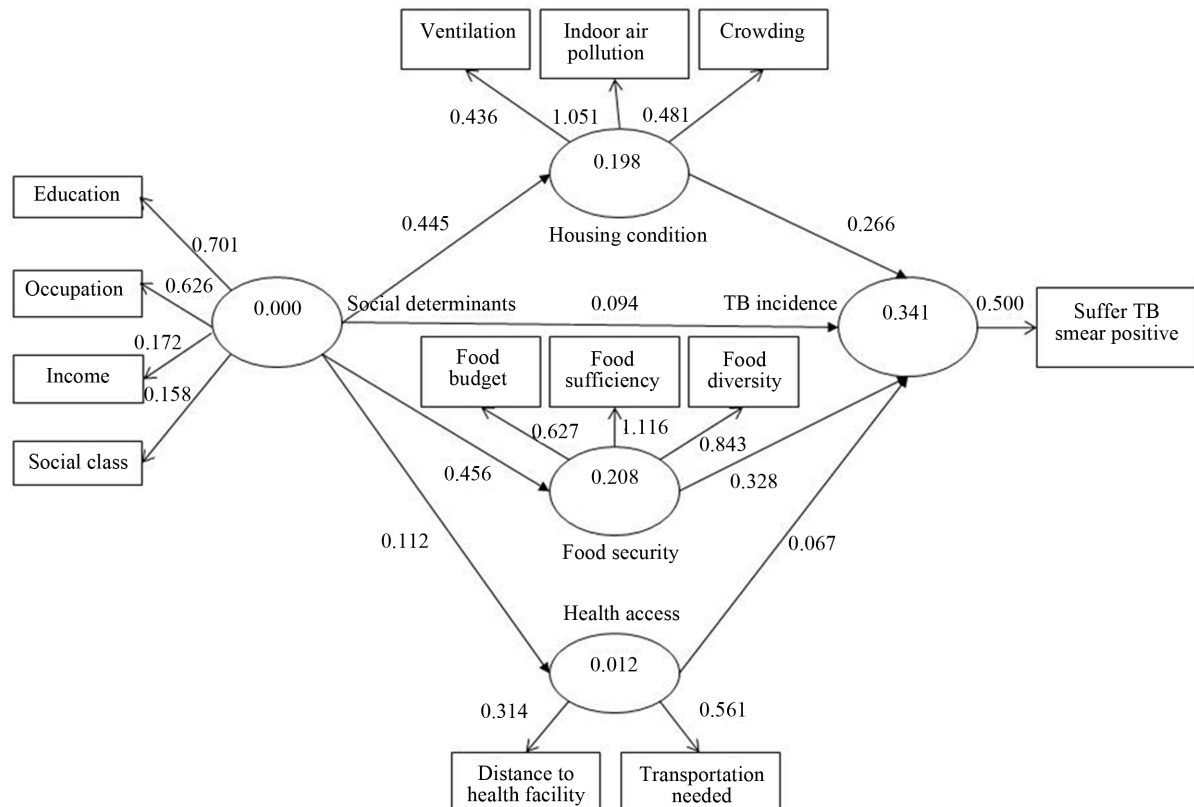 Ventilation
Indoor air
pollution
Crowding
0.436
1.051
0.481
0.198
Housing condition
Education
0.701
0.445
0.266
Occupation
0.626
0.000
Social determinants
0.094
TB incidence
0.341
0.500
Suffer TB
smear positive
Income
0.172
0.158
Social class
Food
budget
Food
sufficiency
Food
diversity
0.627
1.116
0.843
0.456
0.208
0.328
Food security
0.112
0.067
Health access
0.012
0.314
0.561
Distance to
health facility
Transportation
needed